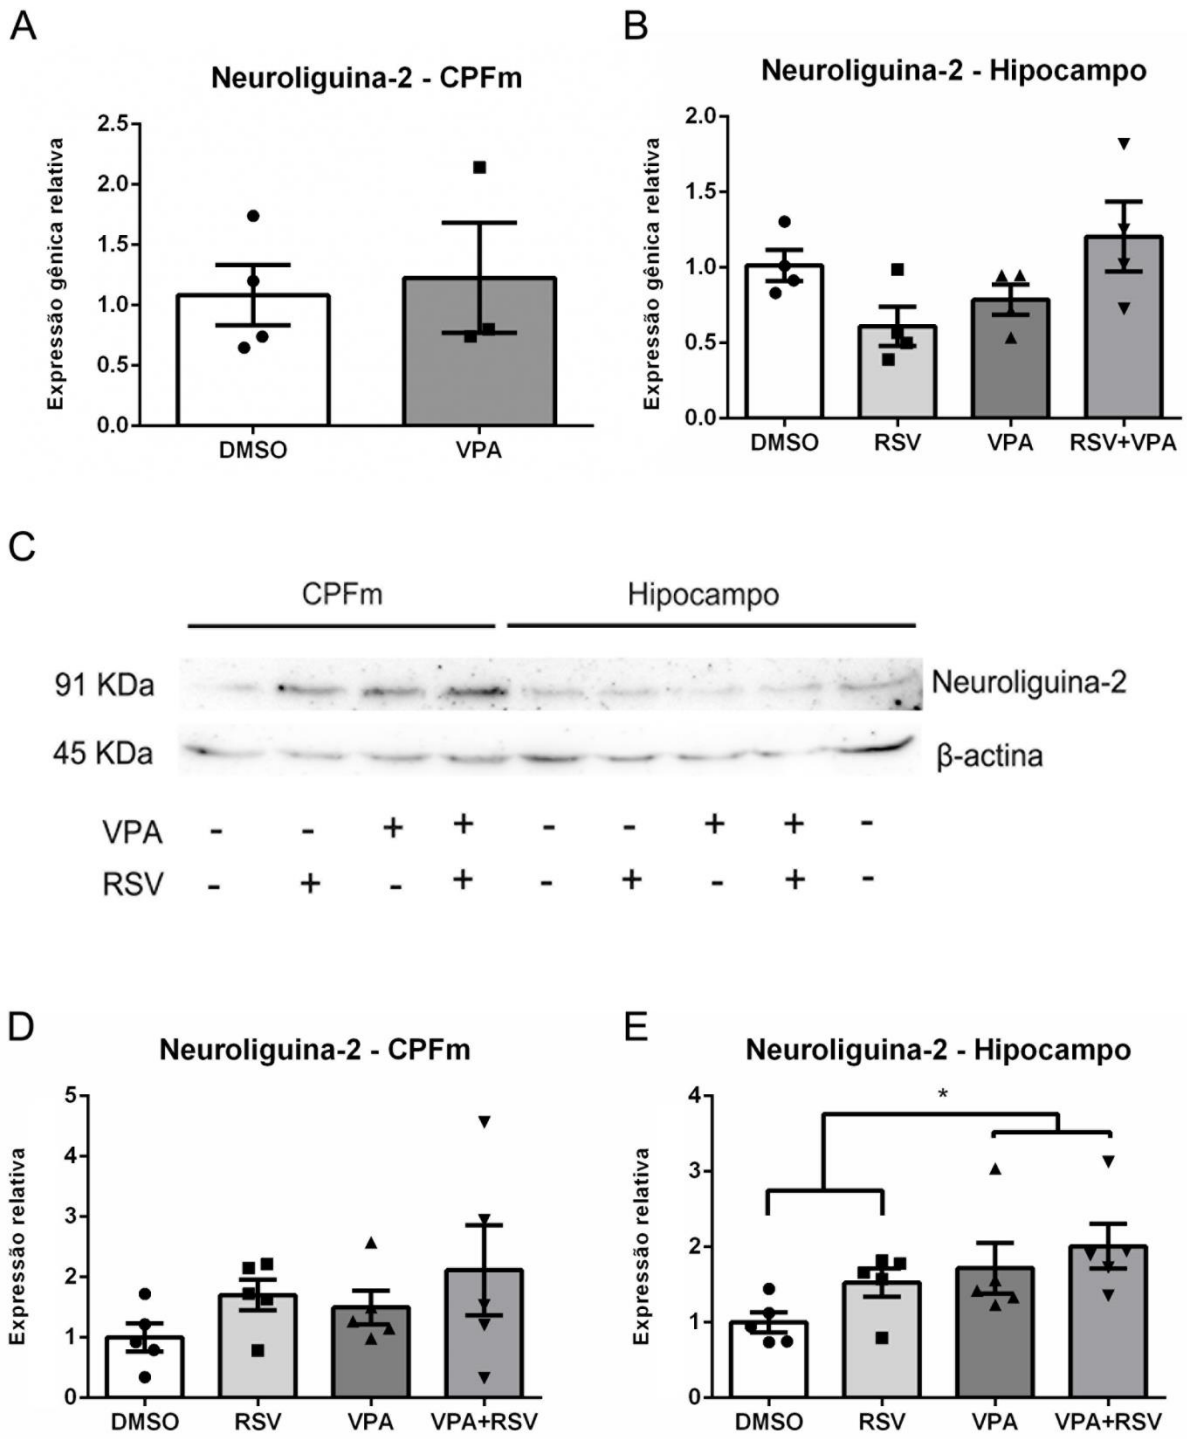 A
Neuroliguina-2 - CPFm
Expressão gênica relativa
2.5
2.0
1.5
1.0
0.5
0.0
DMSO VPA
B
Neuroliguina-2 - Hipocampo
Expressão gênica relativa
2.0
1.5
1.0
0.5
0.0
DMSO RSV VPA RSV+VPA
C
CPFm Hipocampo
91 KDa Neuroliguina-2
45 KDa β-actina
VPA - - + + - - + + -
RSV - + - + - + - + -
D
Neuroliguina-2 - CPFm
Expressão relativa
5
4
3
2
1
0
DMSO RSV VPA VPA+RSV
E
Neuroliguina-2 - Hipocampo
Expressão relativa
4
3
2
1
0
*
DMSO RSV VPA VPA+RSV